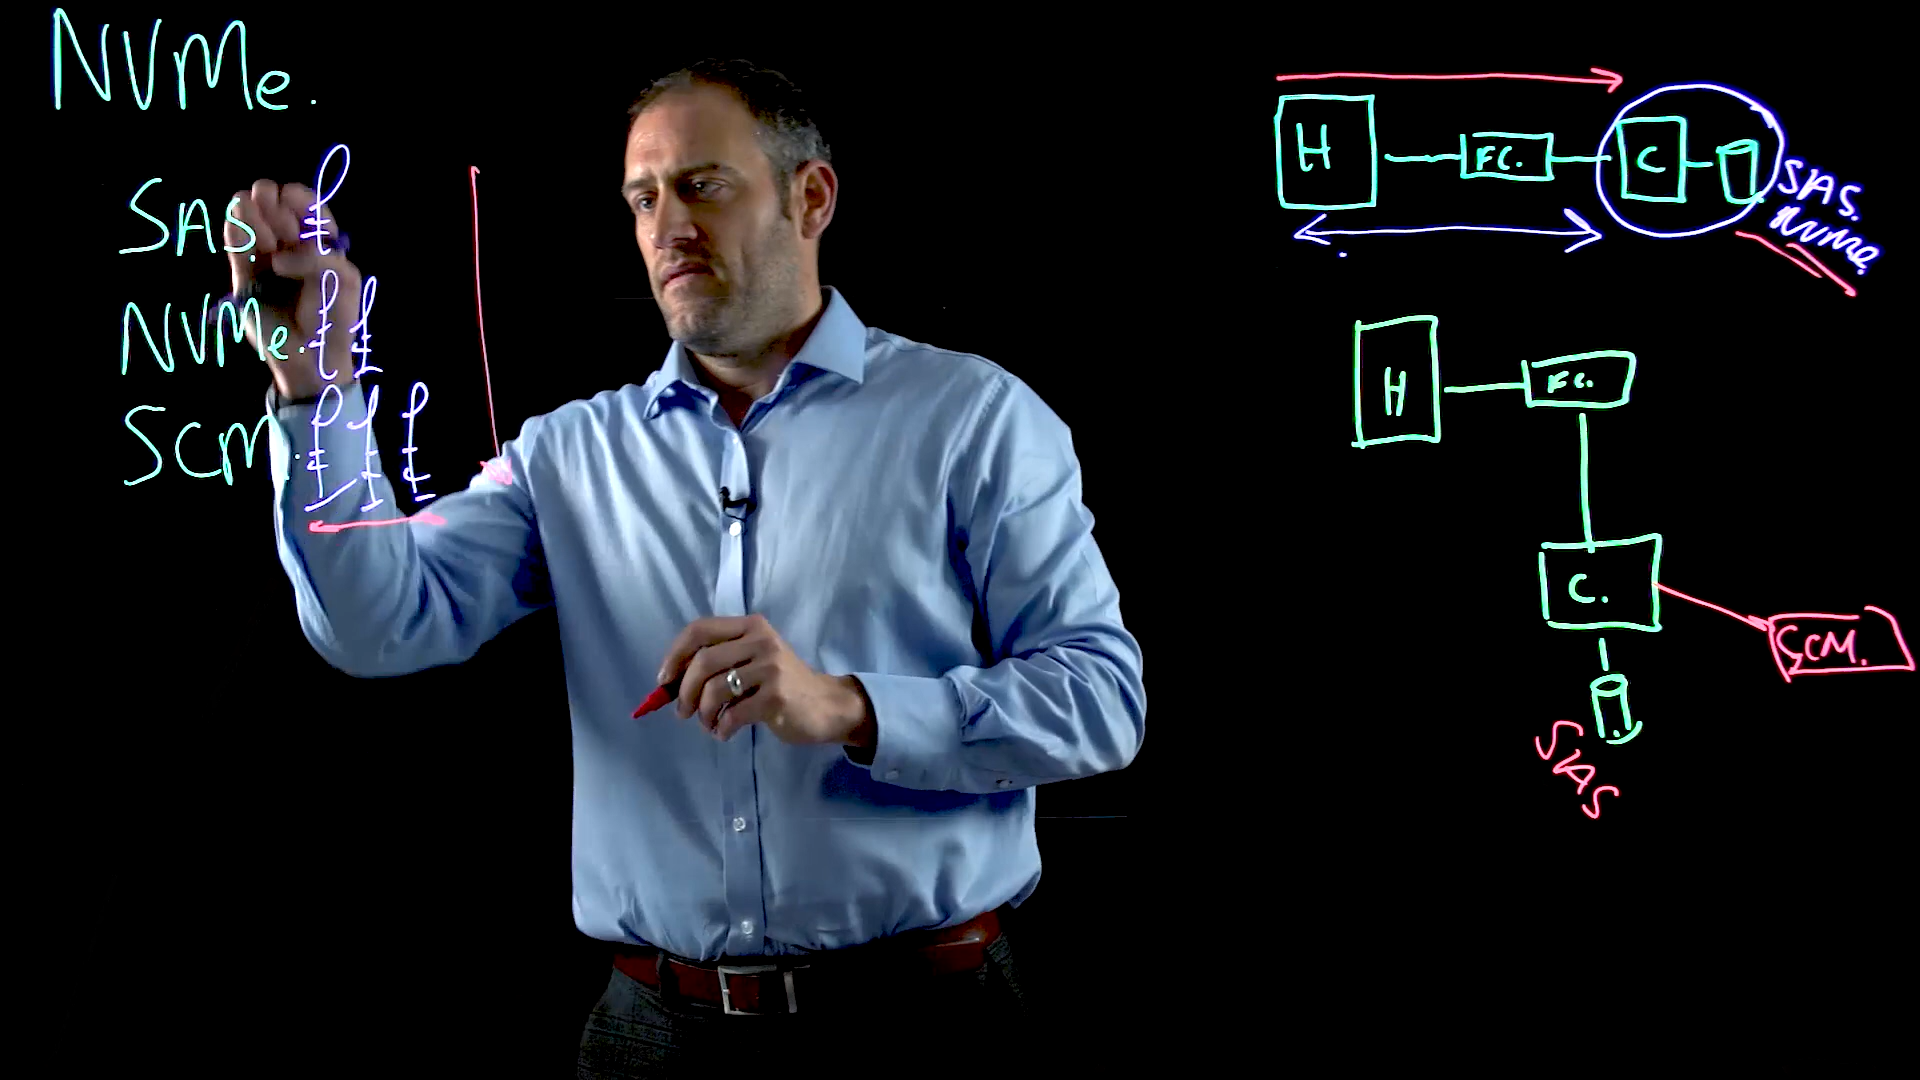 NVMe.
SAS. £
NVMe. ££
SCM. £££
H
FC.
C
SAS.
NVMe.
H
FC.
C.
SCM.
SAS